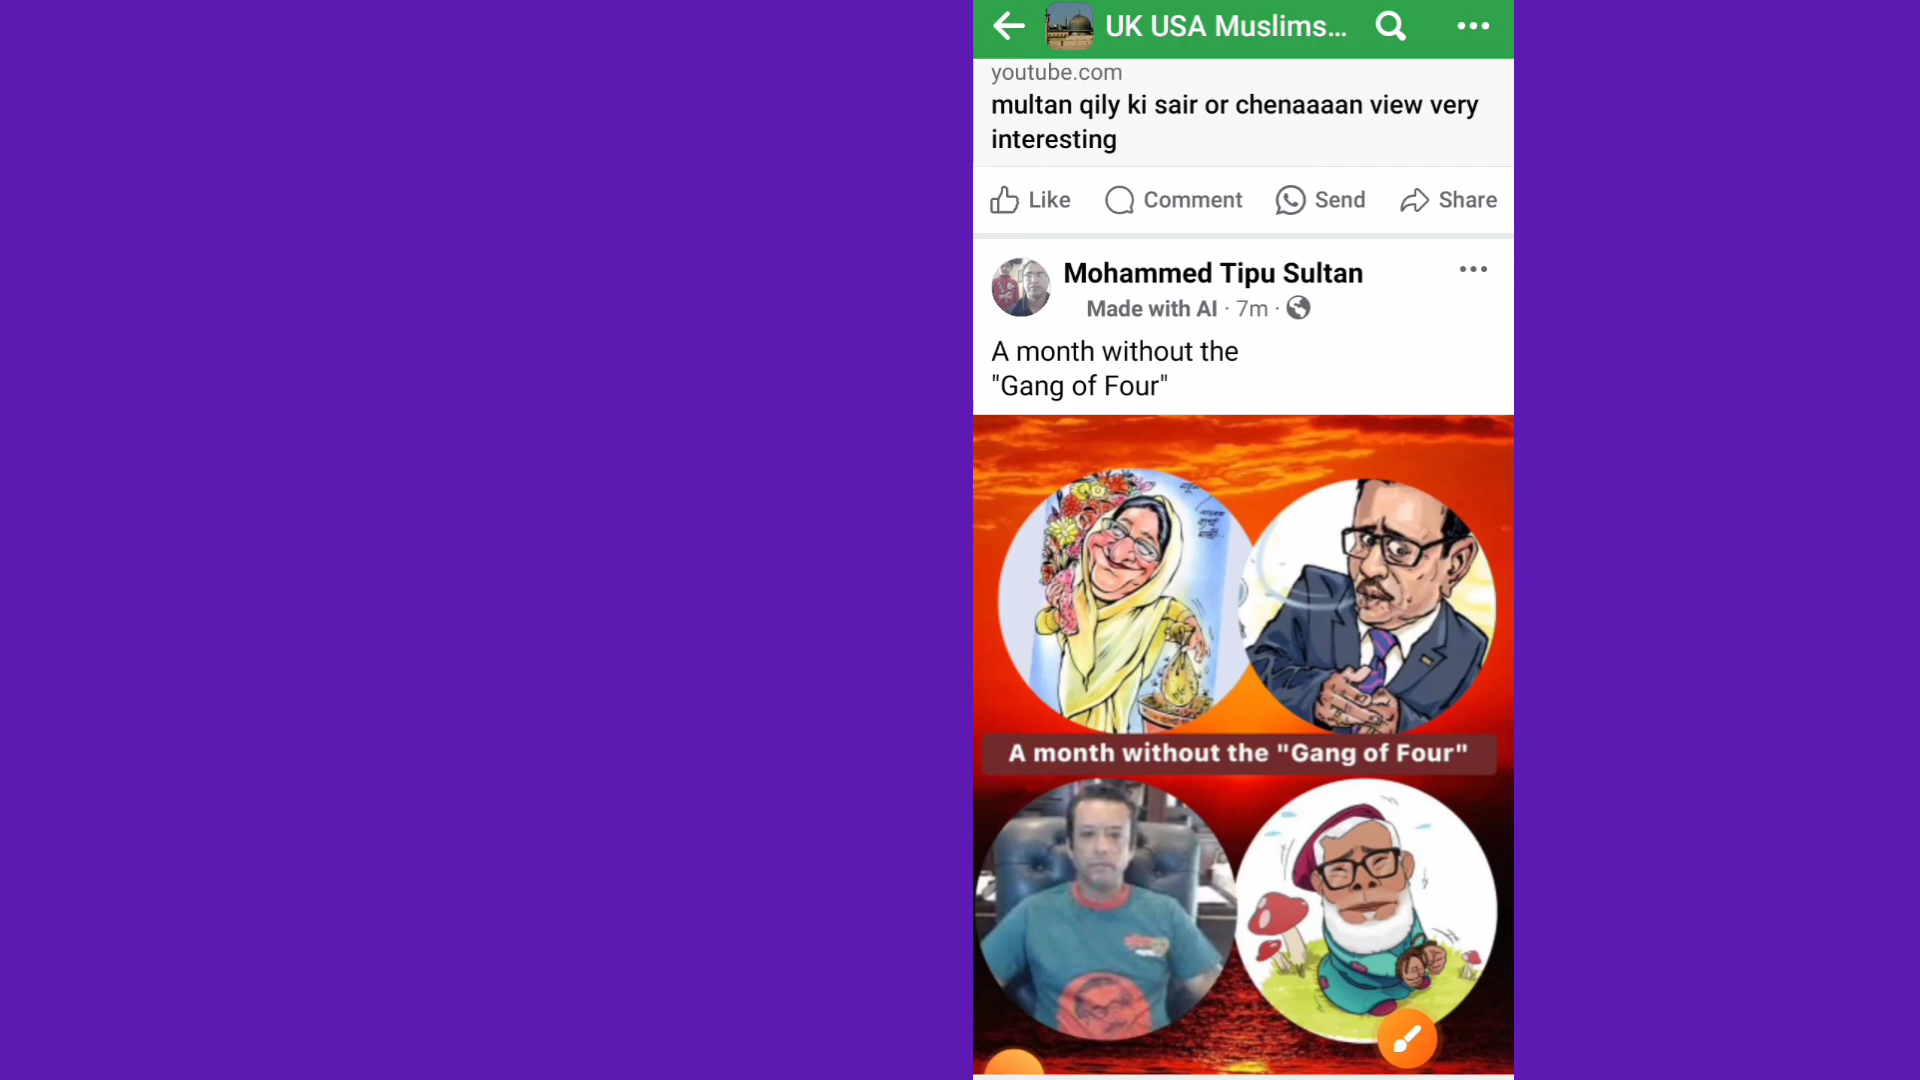 UK USA Muslims...
youtube.com
multan qily ki sair or chenaaaan view very
interesting
Like Comment Send Share
Mohammed Tipu Sultan
Made with AI · 7m ·
A month without the
"Gang of Four"
A month without the "Gang of Four"